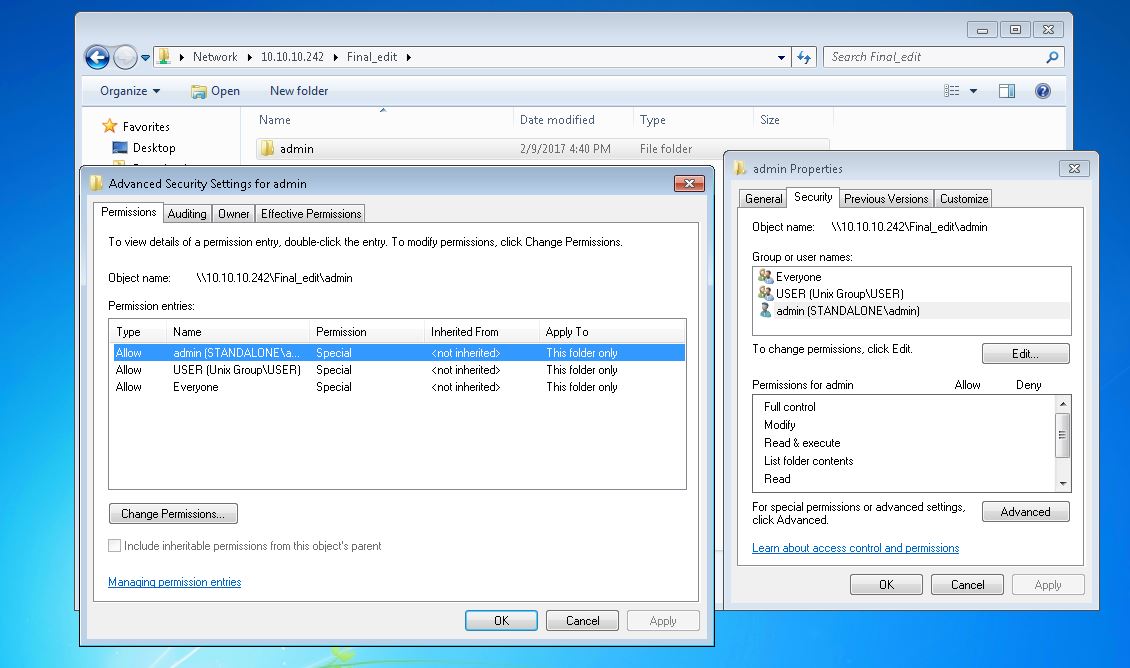 Network 10.10.10.242 Final_edit
Search Final_edit
Organize Open New folder
Name Date modified Type Size
Favorites
Desktop
admin 2/9/2017 4:40 PM File folder
Advanced Security Settings for admin
Permissions Auditing Owner Effective Permissions
To view details of a permission entry, double-click the entry. To modify permissions, click Change Permissions.
Object name: \\10.10.10.242\Final_edit\admin
Permission entries:
Type Name Permission Inherited From Apply To
Allow admin (STANDALONE\a... Special <not inherited> This folder only
Allow USER (Unix Group\USER) Special <not inherited> This folder only
Allow Everyone Special <not inherited> This folder only
Change Permissions...
Include inheritable permissions from this object's parent
Managing permission entries
OK Cancel Apply
admin Properties
General Security Previous Versions Customize
Object name: \\10.10.10.242\Final_edit\admin
Group or user names:
Everyone
USER (Unix Group\USER)
admin (STANDALONE\admin)
To change permissions, click Edit.
Edit...
Permissions for admin Allow Deny
Full control
Modify
Read & execute
List folder contents
Read
For special permissions or advanced settings,
click Advanced.
Advanced
Learn about access control and permissions
OK Cancel Apply